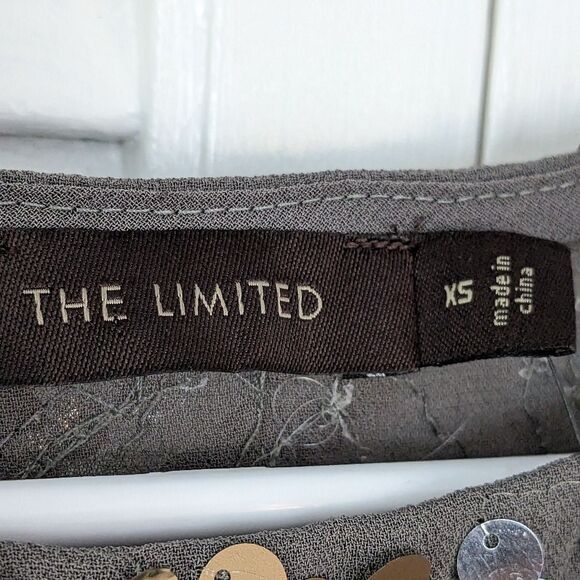 THE LIMITED
XS
made in
china